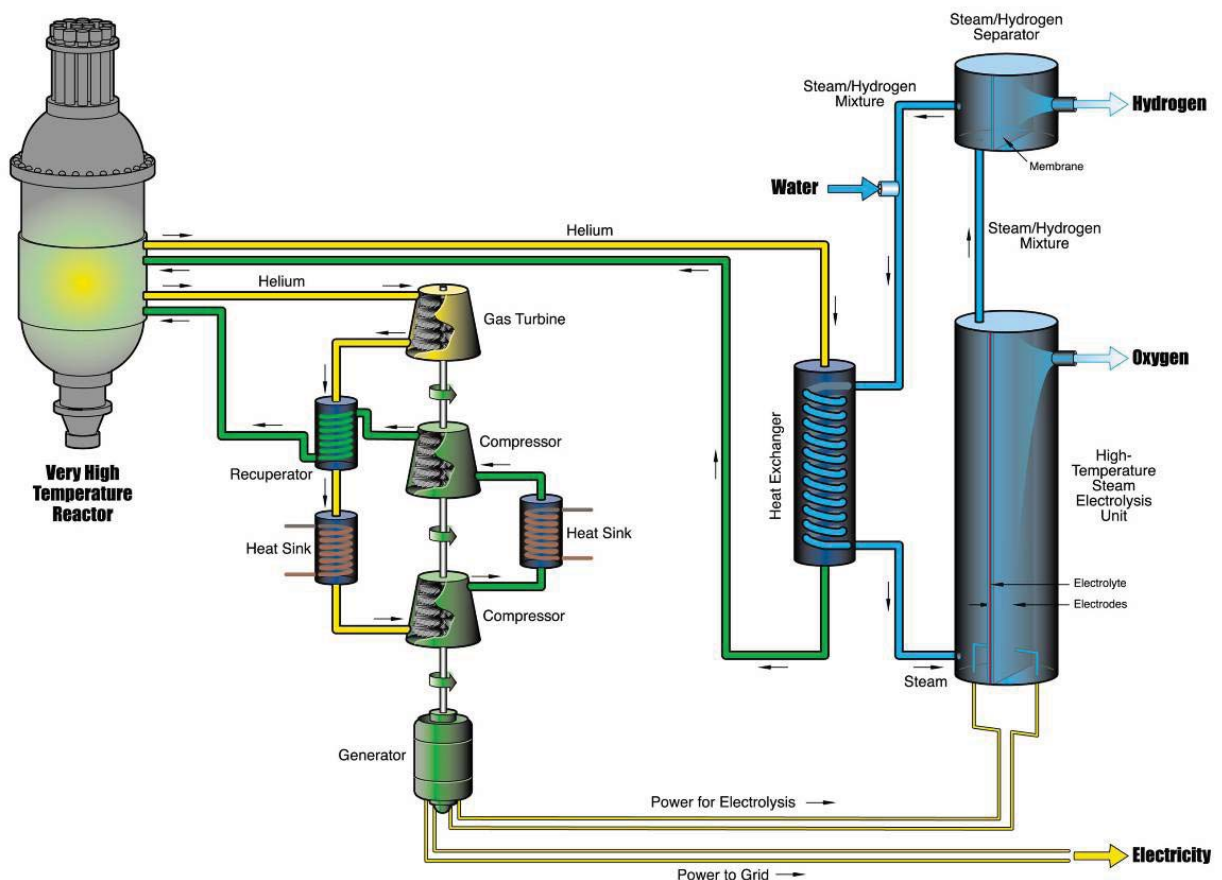 Steam/Hydrogen
Separator
Steam/Hydrogen
Mixture
Hydrogen
Membrane
Water
Steam/Hydrogen
Mixture
Helium
Helium
Gas Turbine
Oxygen
Very High
Temperature
Reactor
Recuperator
Compressor
Heat Exchanger
High-
Temperature
Steam
Electrolysis
Unit
Heat Sink
Heat Sink
Electrolyte
Electrodes
Compressor
Steam
Generator
Power for Electrolysis
Electricity
Power to Grid